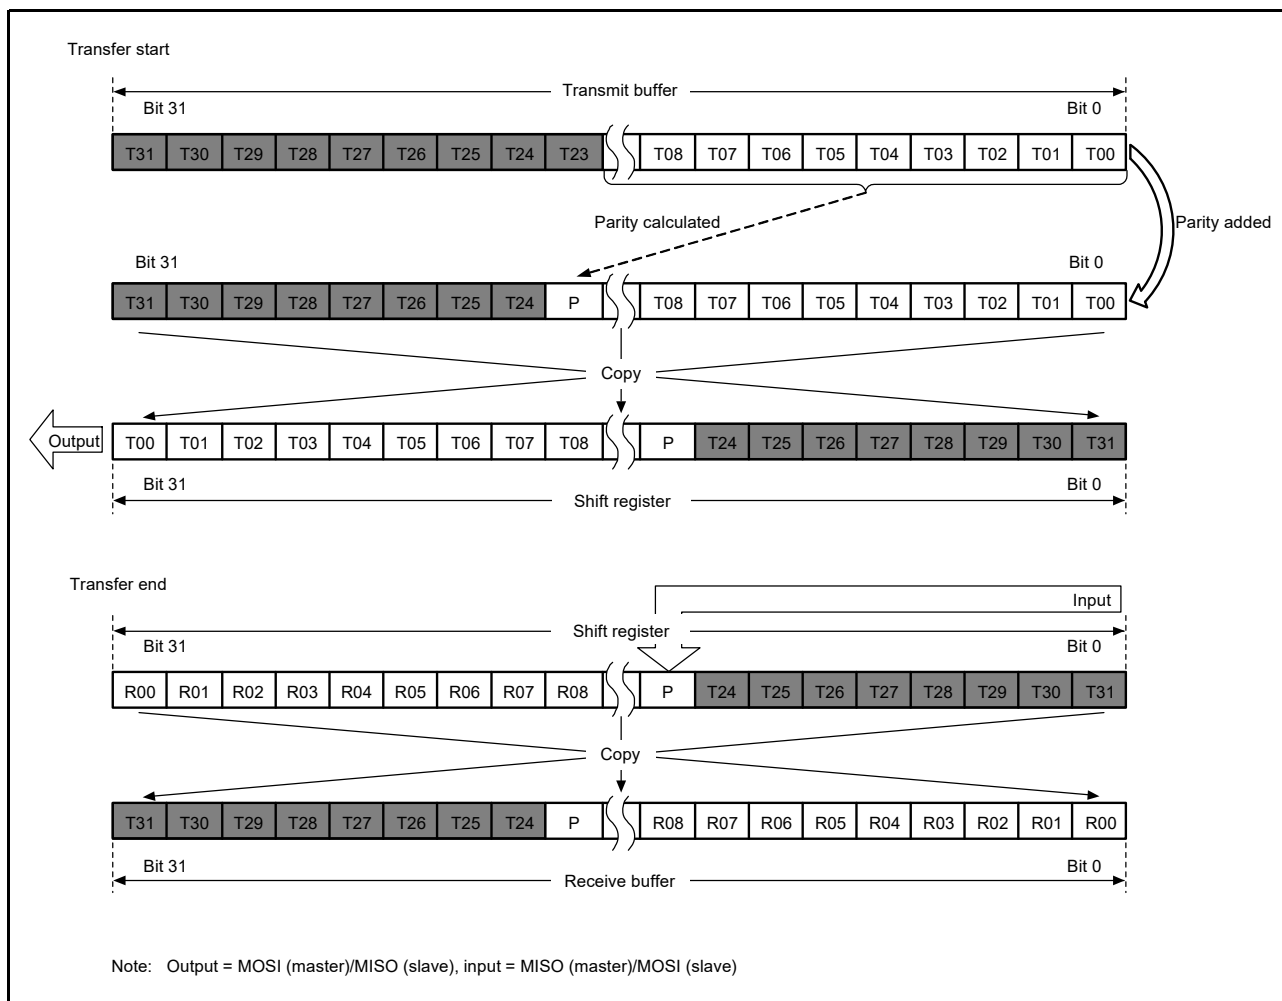 Transfer start
Transmit buffer
Bit 31 Bit 0
T31 T30 T29 T28 T27 T26 T25 T24 T23 T08 T07 T06 T05 T04 T03 T02 T01 T00
Parity calculated
Parity added
Bit 31 Bit 0
T31 T30 T29 T28 T27 T26 T25 T24 P T08 T07 T06 T05 T04 T03 T02 T01 T00
Copy
Output
T00 T01 T02 T03 T04 T05 T06 T07 T08 P T24 T25 T26 T27 T28 T29 T30 T31
Bit 31 Bit 0
Shift register
Transfer end
Input
Shift register
Bit 31 Bit 0
R00 R01 R02 R03 R04 R05 R06 R07 R08 P T24 T25 T26 T27 T28 T29 T30 T31
Copy
T31 T30 T29 T28 T27 T26 T25 T24 P R08 R07 R06 R05 R04 R03 R02 R01 R00
Bit 31 Bit 0
Receive buffer
Note: Output = MOSI (master)/MISO (slave), input = MISO (master)/MOSI (slave)